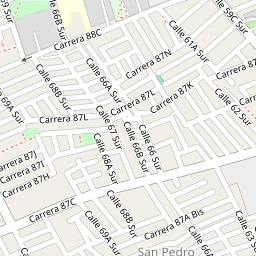 Carrera 88C
Calle 66B Sur
Calle 59C Sur
Calle 61A Sur
Carrera 87N
Calle 66A Sur
Calle 68B Sur
Calle 69A Sur
Carrera 87L
Carrera 87K
Calle 62 Sur
Carrera 87L
Calle 67 Sur
Calle 66 Sur
Calle 66B Sur
Carrera 87J
Carrera 87I
Carrera 87H
Calle 66A Sur
Carrera 87C
Calle 68B Sur
Carrera 87A Bis
Calle 63 Sur
San Pedro